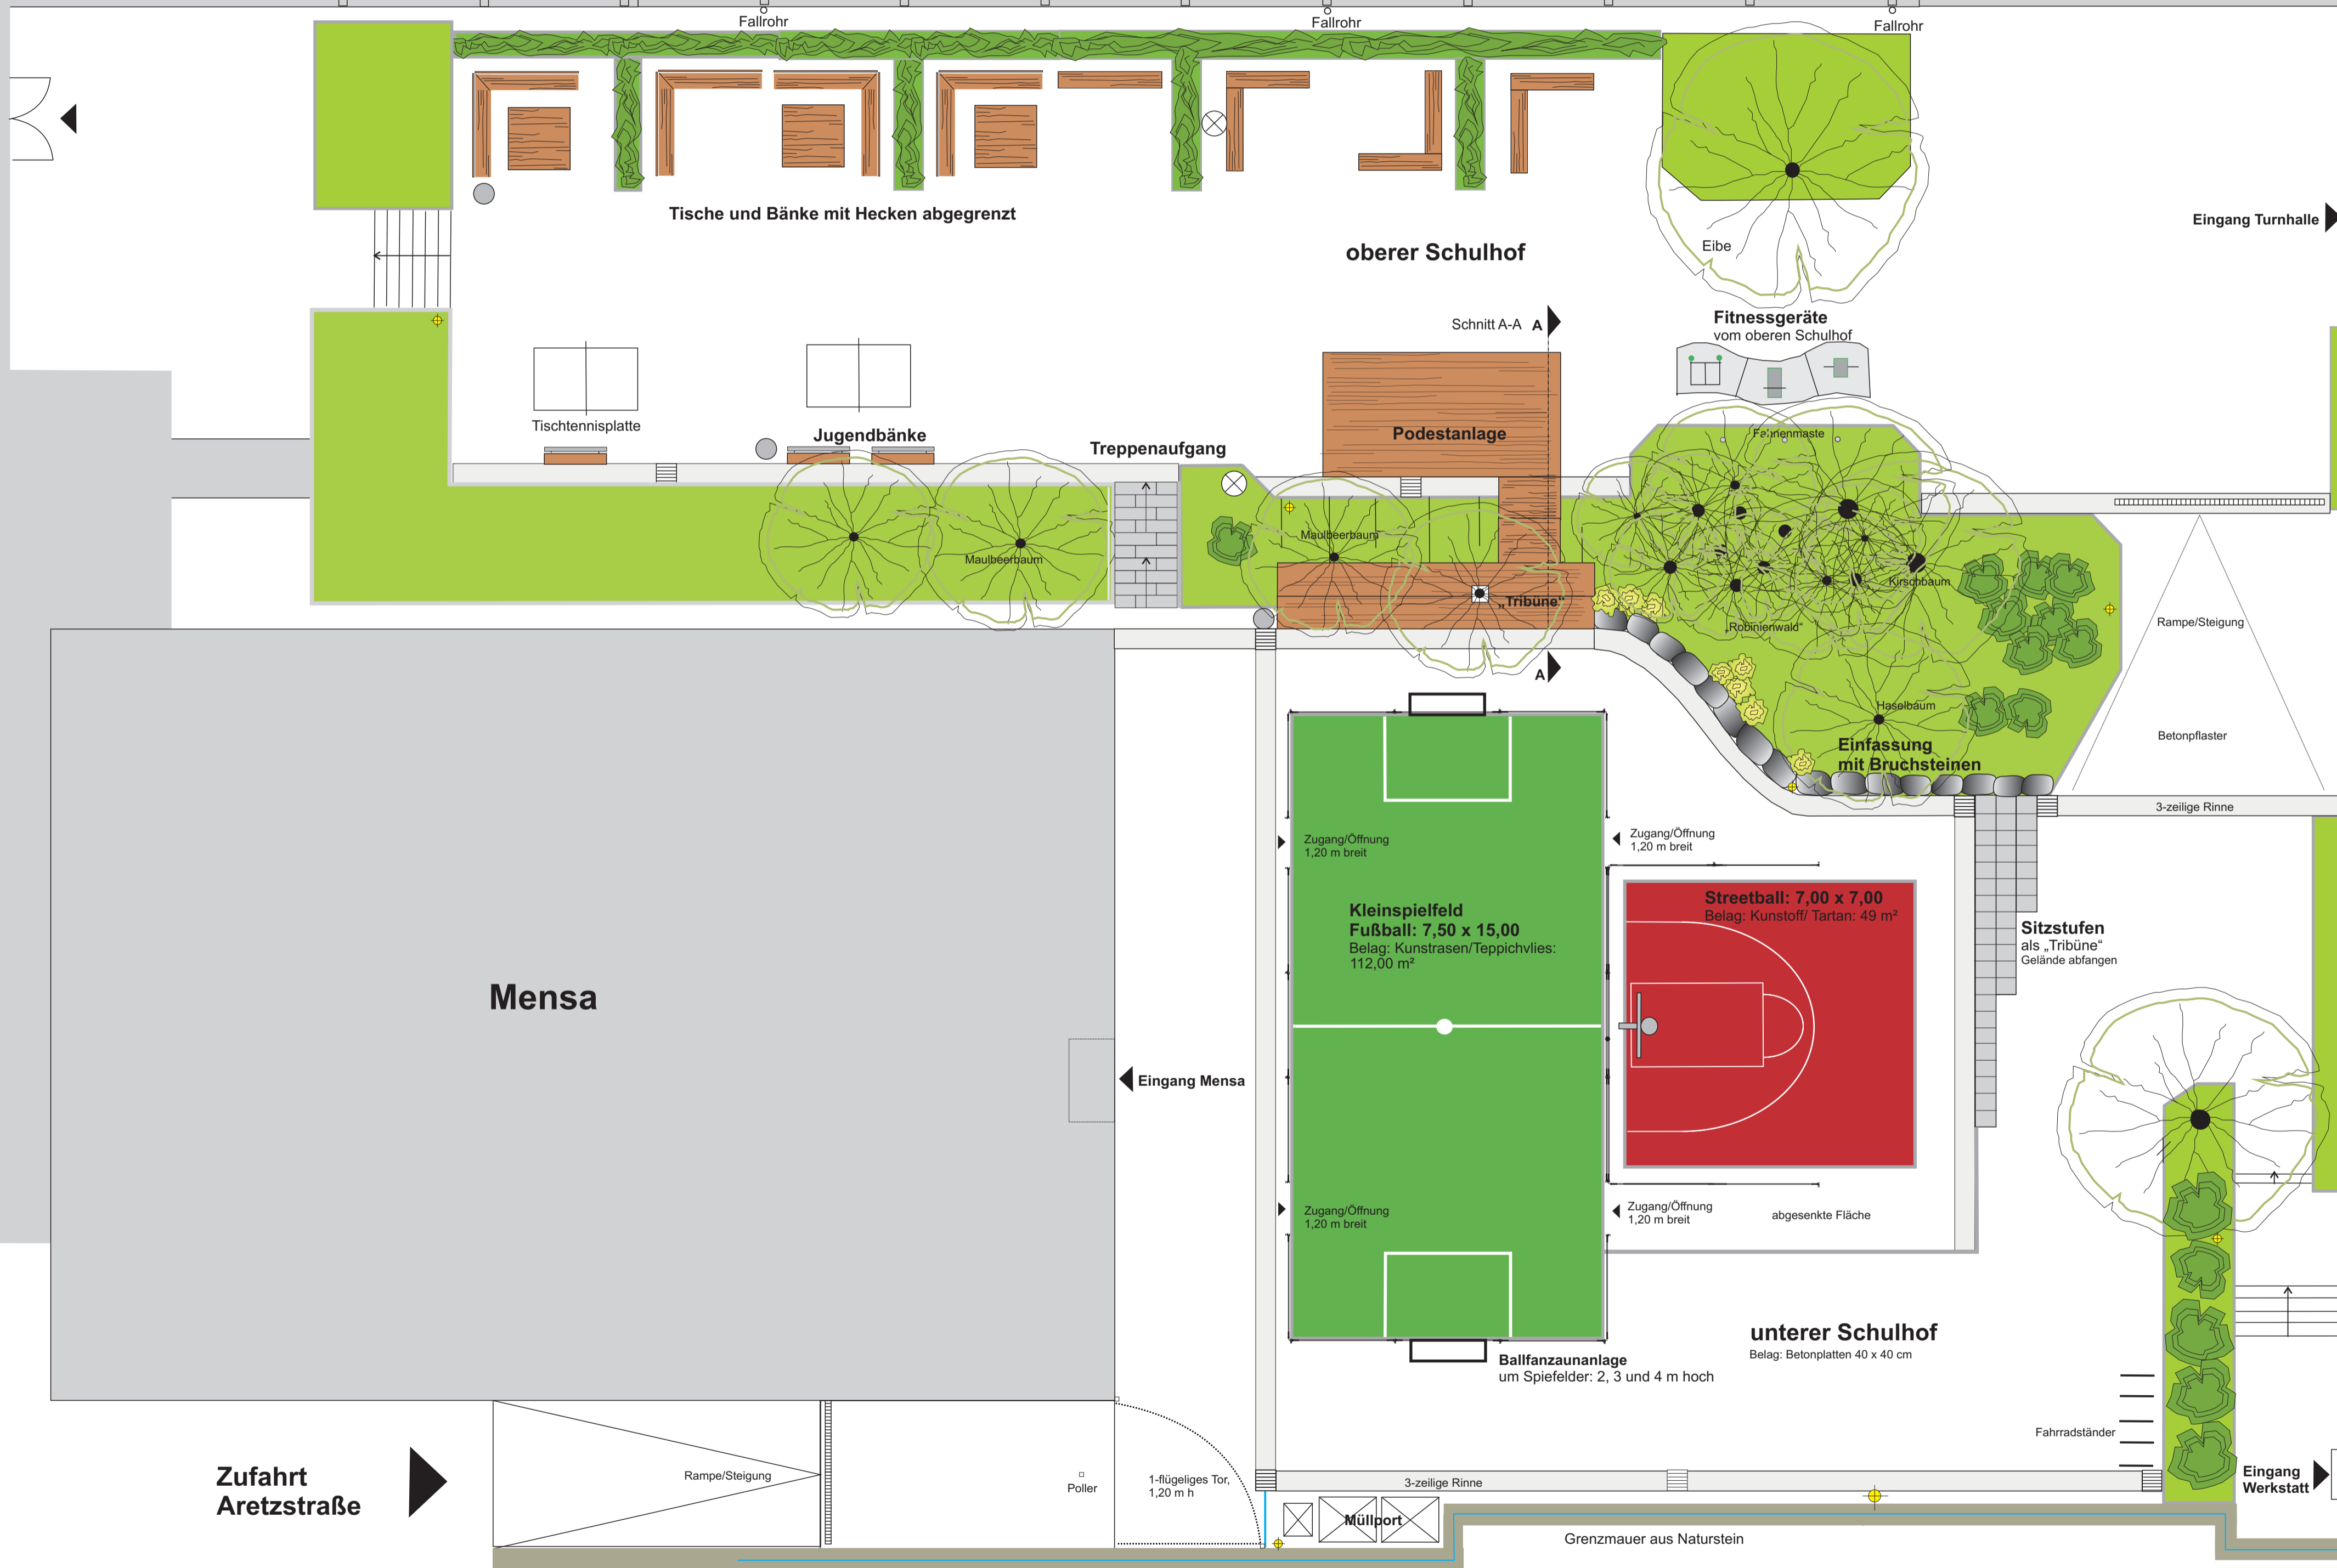 Fallrohr
Fallrohr
Fallrohr
Tische und Bänke mit Hecken abgegrenzt
Eingang Turnhalle
oberer Schulhof
Eibe
Fitnessgeräte
vom oberen Schulhof
Schnitt A-A A
Tischtennisplatte
Jugendbänke
Treppenaufgang
Podestanlage
Fahnenmaste
Maulbeerbaum
Maulbeerbaum
Kirschbaum
„Tribüne“
„Robinienwald“
Rampe/Steigung
A
Haselbaum
Betonpflaster
Einfassung
mit Bruchsteinen
3-zeilige Rinne
Zugang/Öffnung
1,20 m breit
Zugang/Öffnung
1,20 m breit
Kleinspielfeld
Fußball: 7,50 x 15,00
Belag: Kunstrasen/Teppichvlies:
112,00 m²
Streetball: 7,00 x 7,00
Belag: Kunstoff/ Tartan: 49 m²
Sitzstufen
als „Tribüne“
Gelände abfangen
Mensa
Eingang Mensa
Zugang/Öffnung
1,20 m breit
Zugang/Öffnung
1,20 m breit
abgesenkte Fläche
unterer Schulhof
Belag: Betonplatten 40 x 40 cm
Ballfanzaunanlage
um Spiefelder: 2, 3 und 4 m hoch
Fahrradständer
Zufahrt
Aretzstraße
Rampe/Steigung
Poller
1-flügeliges Tor,
1,20 m h
3-zeilige Rinne
Eingang
Werkstatt
Müllport
Grenzmauer aus Naturstein